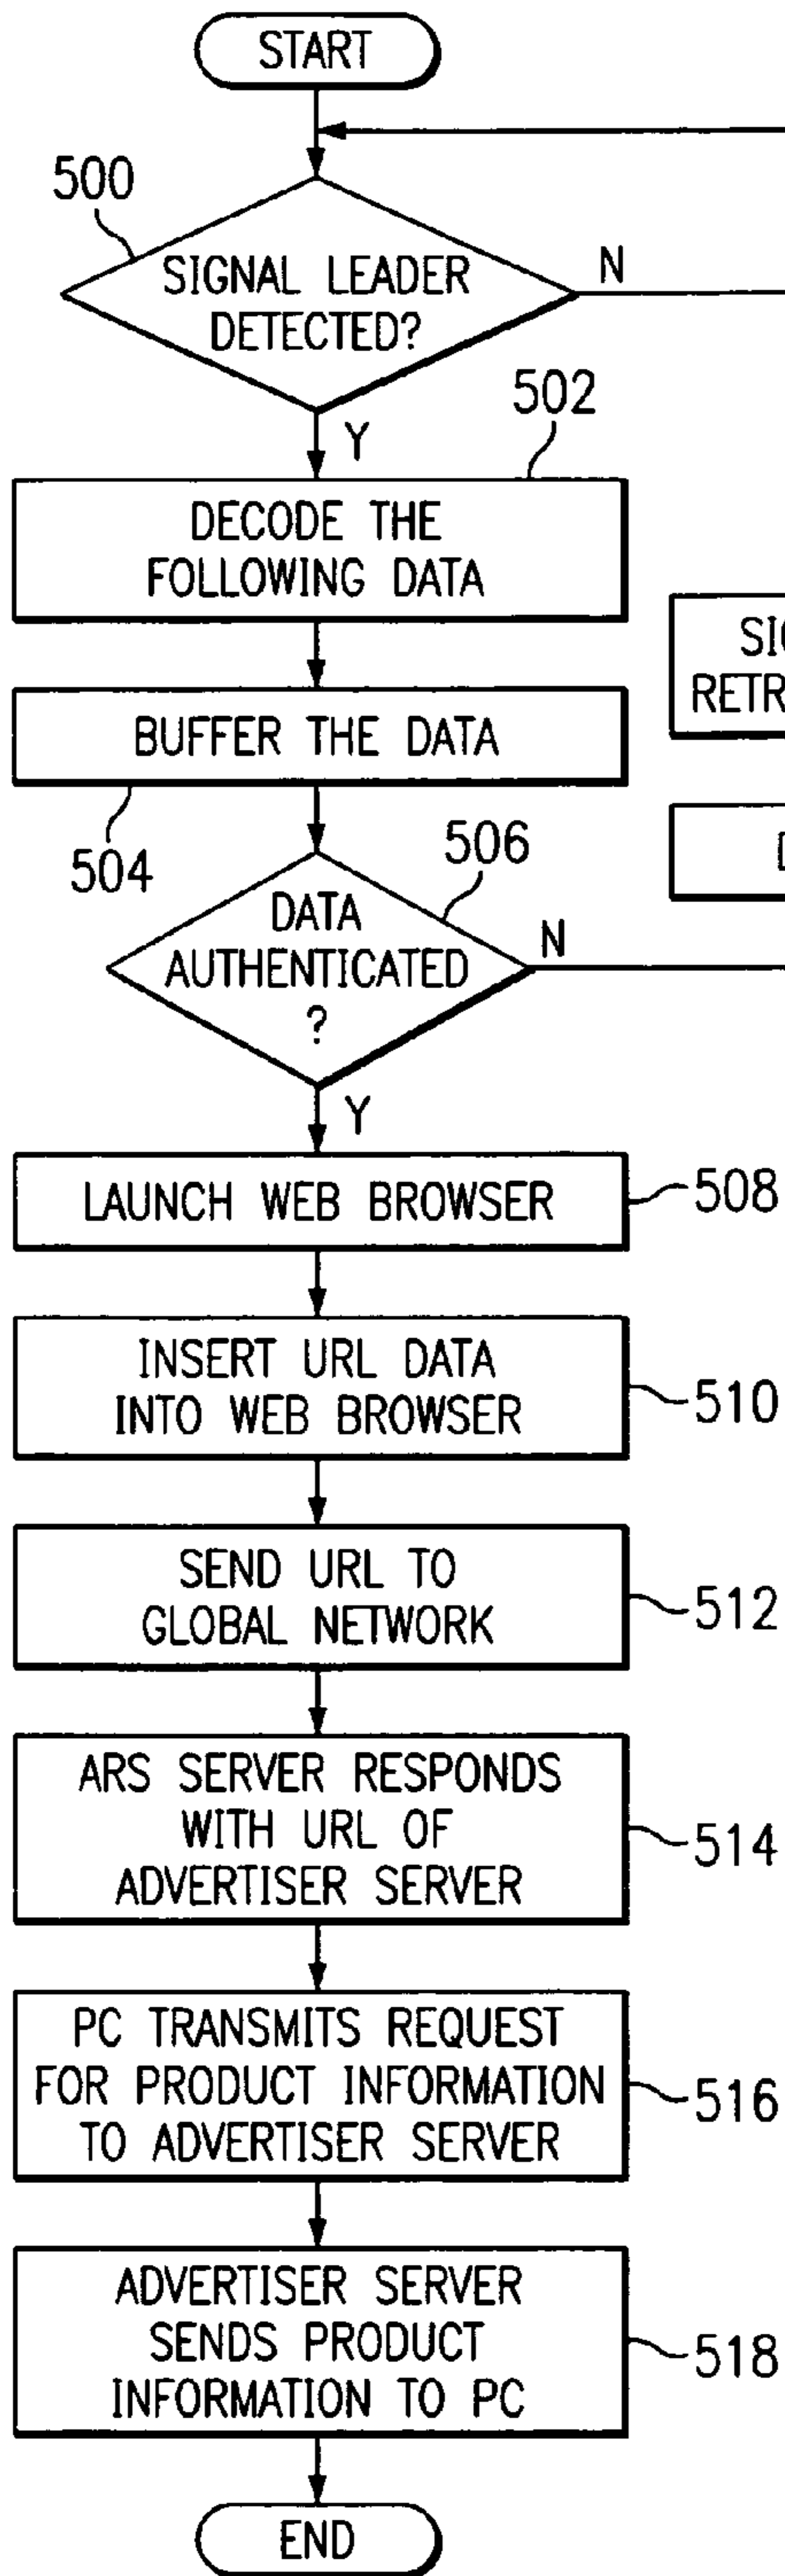 START
500
SIGNAL LEADER
DETECTED?
N
Y
502
DECODE THE
FOLLOWING DATA
BUFFER THE DATA
504
506
DATA
AUTHENTICATED
?
N
Y
LAUNCH WEB BROWSER
508
INSERT URL DATA
INTO WEB BROWSER
510
SEND URL TO
GLOBAL NETWORK
512
ARS SERVER RESPONDS
WITH URL OF
ADVERTISER SERVER
514
PC TRANSMITS REQUEST
FOR PRODUCT INFORMATION
TO ADVERTISER SERVER
516
ADVERTISER SERVER
SENDS PRODUCT
INFORMATION TO PC
518
END